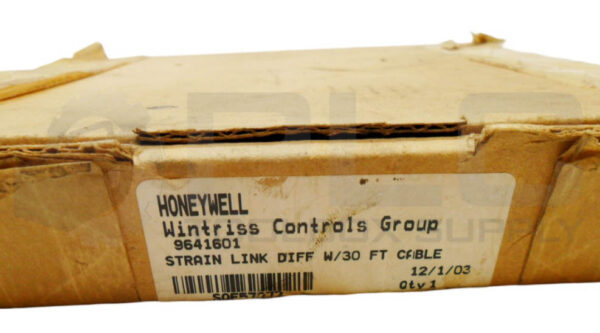 HONEYWELL
Wintriss Controls Group
9641601
STRAIN LINK DIFF W/30 FT CABLE
12/1/03
Qty 1